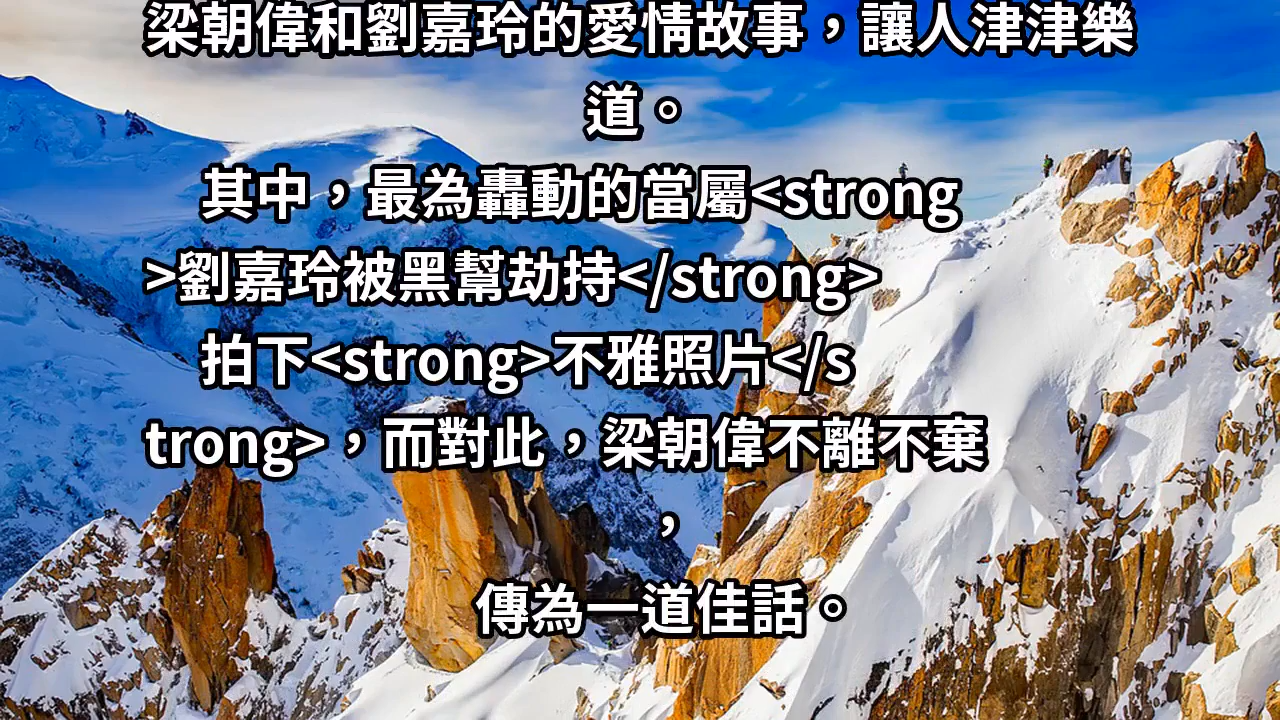 梁朝偉和劉嘉玲的愛情故事，讓人津津樂
道。
其中，最為轟動的當屬<strong
>劉嘉玲被黑幫劫持</strong>
拍下<strong>不雅照片</s
trong>，而對此，梁朝偉不離不棄
，
傳為一道佳話。